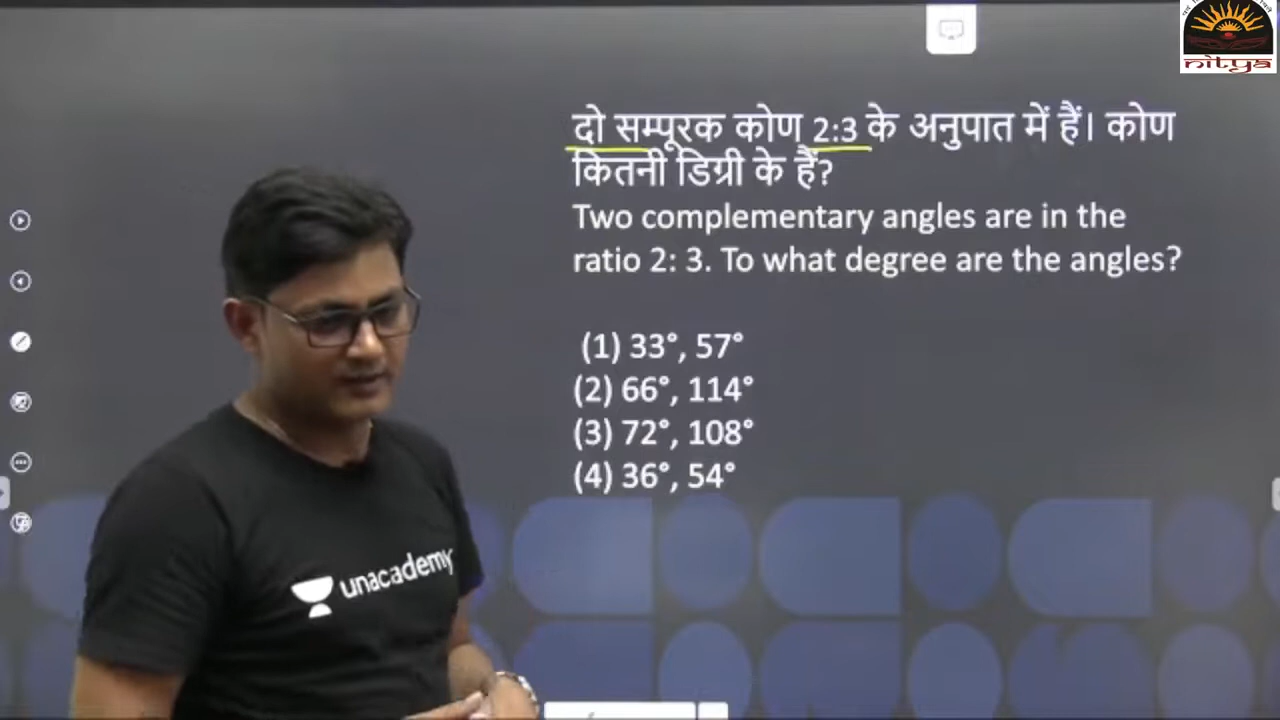 nitya
दो सम्पूरक कोण 2:3 के अनुपात में हैं। कोण
कितनी डिग्री के हैं?
Two complementary angles are in the
ratio 2: 3. To what degree are the angles?
(1) 33°, 57°
(2) 66°, 114°
(3) 72°, 108°
(4) 36°, 54°
unacademy